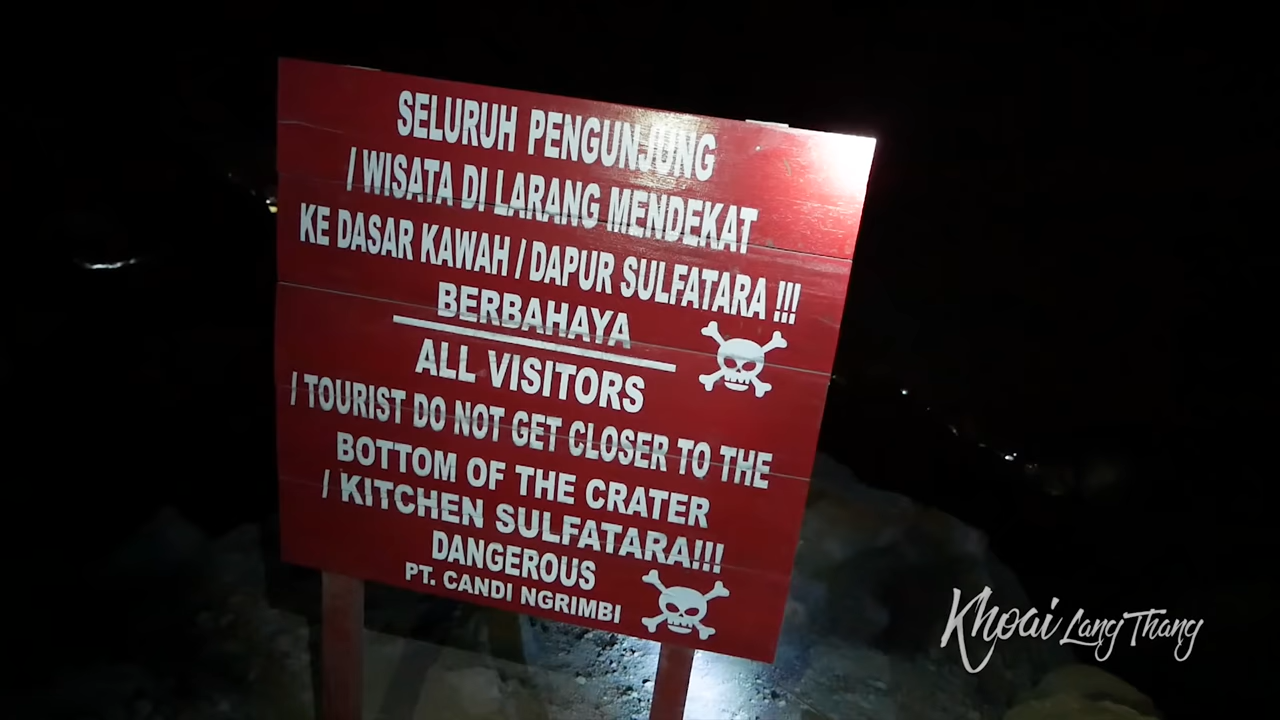 SELURUH PENGUNJUNG
/ WISATA DI LARANG MENDEKAT
KE DASAR KAWAH / DAPUR SULFATARA !!!
BERBAHAYA
ALL VISITORS
/ TOURIST DO NOT GET CLOSER TO THE
BOTTOM OF THE CRATER
/ KITCHEN SULFATARA!!!
DANGEROUS
PT. CANDI NGRIMBI
Khoai Lang Thang